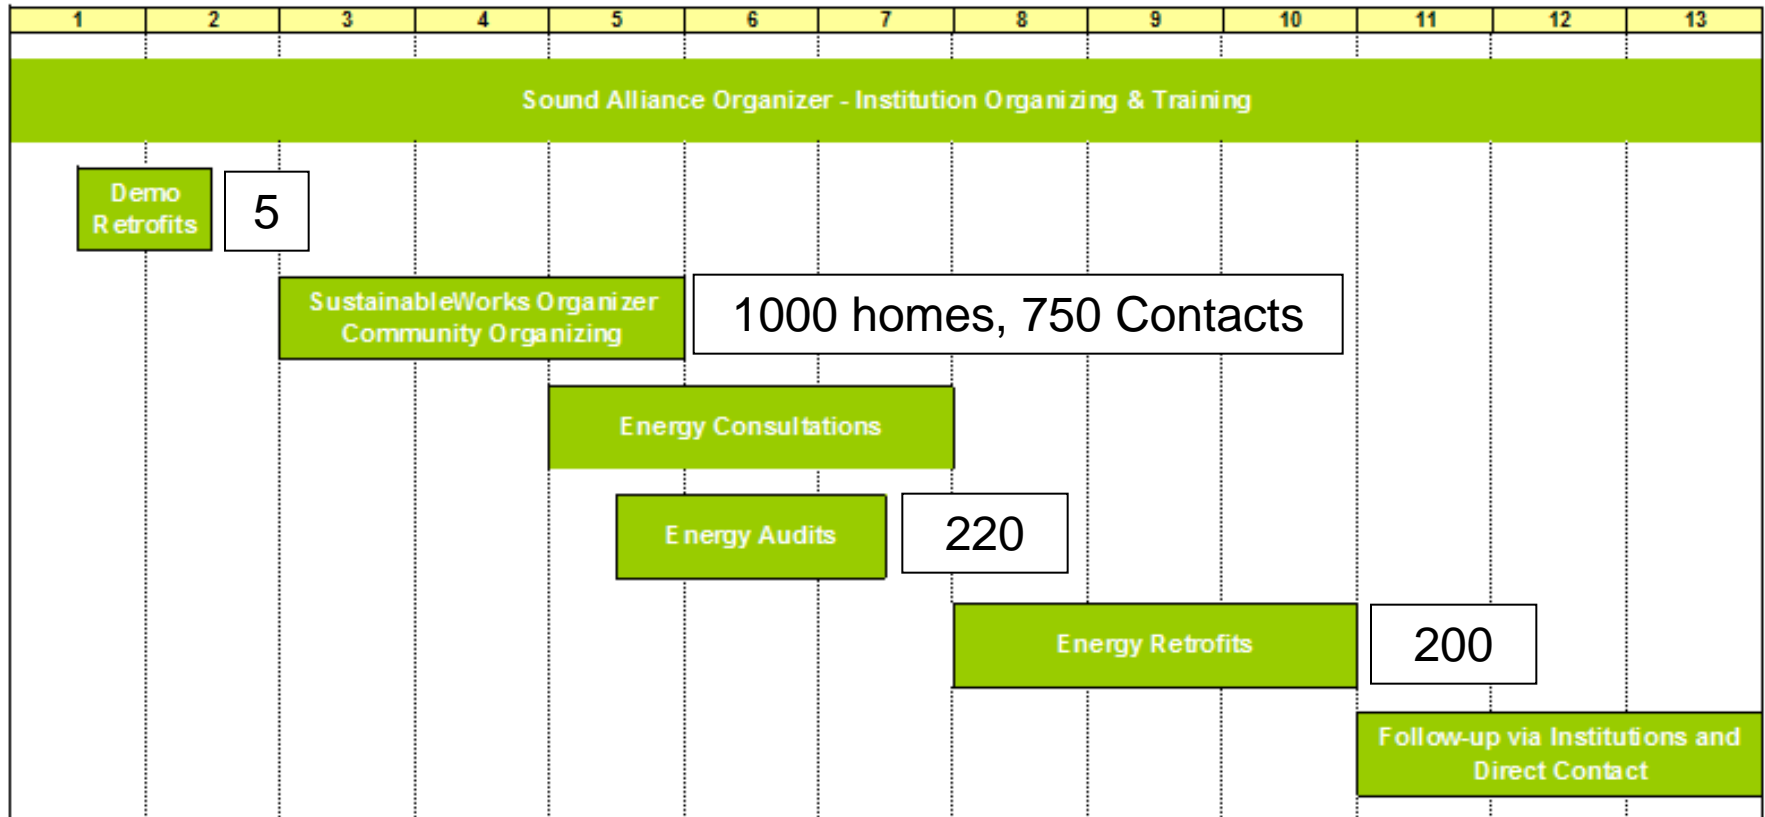 1 2 3 4 5 6 7 8 9 10 11 12 13
Sound Alliance Organizer - Institution Organizing & Training
Demo
Retrofits
5
SustainableWorks Organizer
Community Organizing
1000 homes, 750 Contacts
Energy Consultations
Energy Audits
220
Energy Retrofits
200
Follow-up via Institutions and
Direct Contact